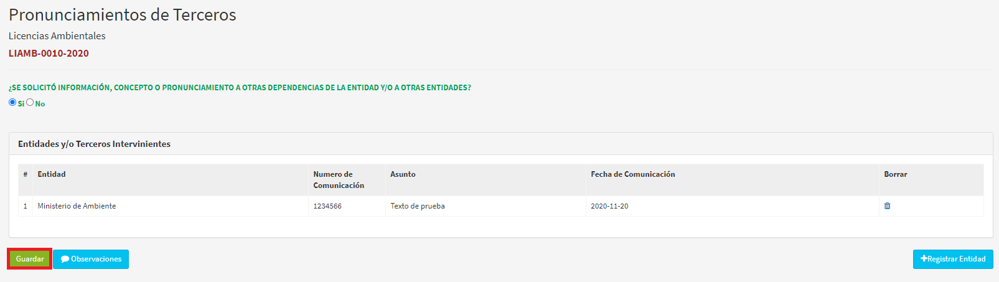 Pronunciamientos de Terceros
Licencias Ambientales
LIAMB-0010-2020
¿SE SOLICITÓ INFORMACIÓN, CONCEPTO O PRONUNCIAMIENTO A OTRAS DEPENDENCIAS DE LA ENTIDAD Y/O A OTRAS ENTIDADES?
Si No
Entidades y/o Terceros Intervinientes
# Entidad Numero de Comunicación Asunto Fecha de Comunicación Borrar
1 Ministerio de Ambiente 1234566 Texto de prueba 2020-11-20
Guardar Observaciones +Registrar Entidad